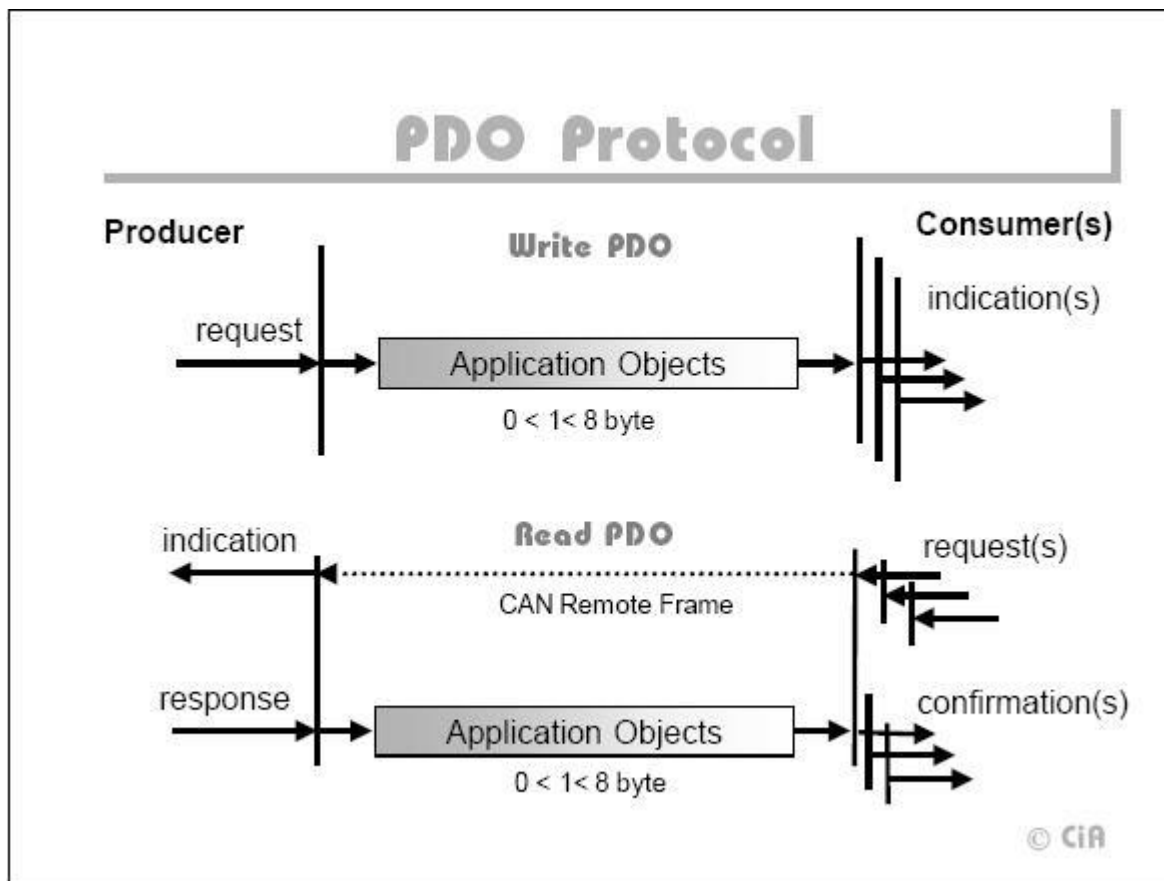 PDO Protocol
Producer
Consumer(s)
Write PDO
indication(s)
request
Application Objects
0 < 1< 8 byte
Read PDO
indication
request(s)
CAN Remote Frame
response
confirmation(s)
Application Objects
0 < 1< 8 byte
© CiA